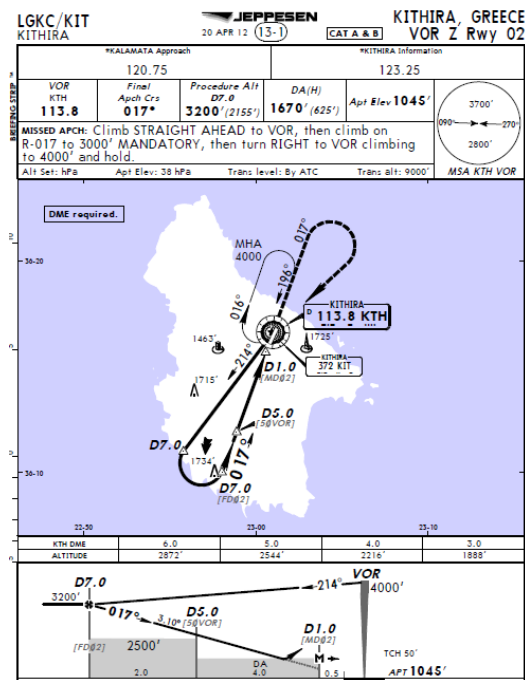 LGKC/KIT
KITHIRA
JEPPESEN
20 APR 12 13-1
CAT A & B
KITHIRA, GREECE
VOR Z Rwy 02
BRIEFING STRIP
*KALAMATA Approach
120.75
*KITHIRA Information
123.25
VOR
KTH
113.8
Final
Apch Crs
017°
Procedure Alt
D7.0
3200' (2155')
DA(H)
1670' (625')
Apt Elev 1045'
MISSED APCH: Climb STRAIGHT AHEAD to VOR, then climb on
R-017 to 3000' MANDATORY, then turn RIGHT to VOR climbing
to 4000' and hold.
3700'
090°
270°
2800'
MSA KTH VOR
Alt Set: hPa Apt Elev: 38 hPa Trans level: By ATC Trans alt: 9000'
DME required.
36-20
MHA
4000
017°
196°
016°
KITHIRA
D 113.8 KTH
1463'
1725'
KITHIRA
372 KIT
214°
D1.0
[MD02]
1715'
D5.0
[50VOR]
D7.0
1734'
017°
D7.0
[FD02]
36-10
22-50
23-00
23-10
KTH DME 6.0 5.0 4.0 3.0
ALTITUDE 2872' 2544' 2216' 1888'
D7.0
3200'
214°
VOR
4000'
017°
3.10°
D5.0
[50VOR]
[FD02]
2500'
D1.0
[MD02]
M
TCH 50'
DA
2.0
4.0
0.5
APT 1045'